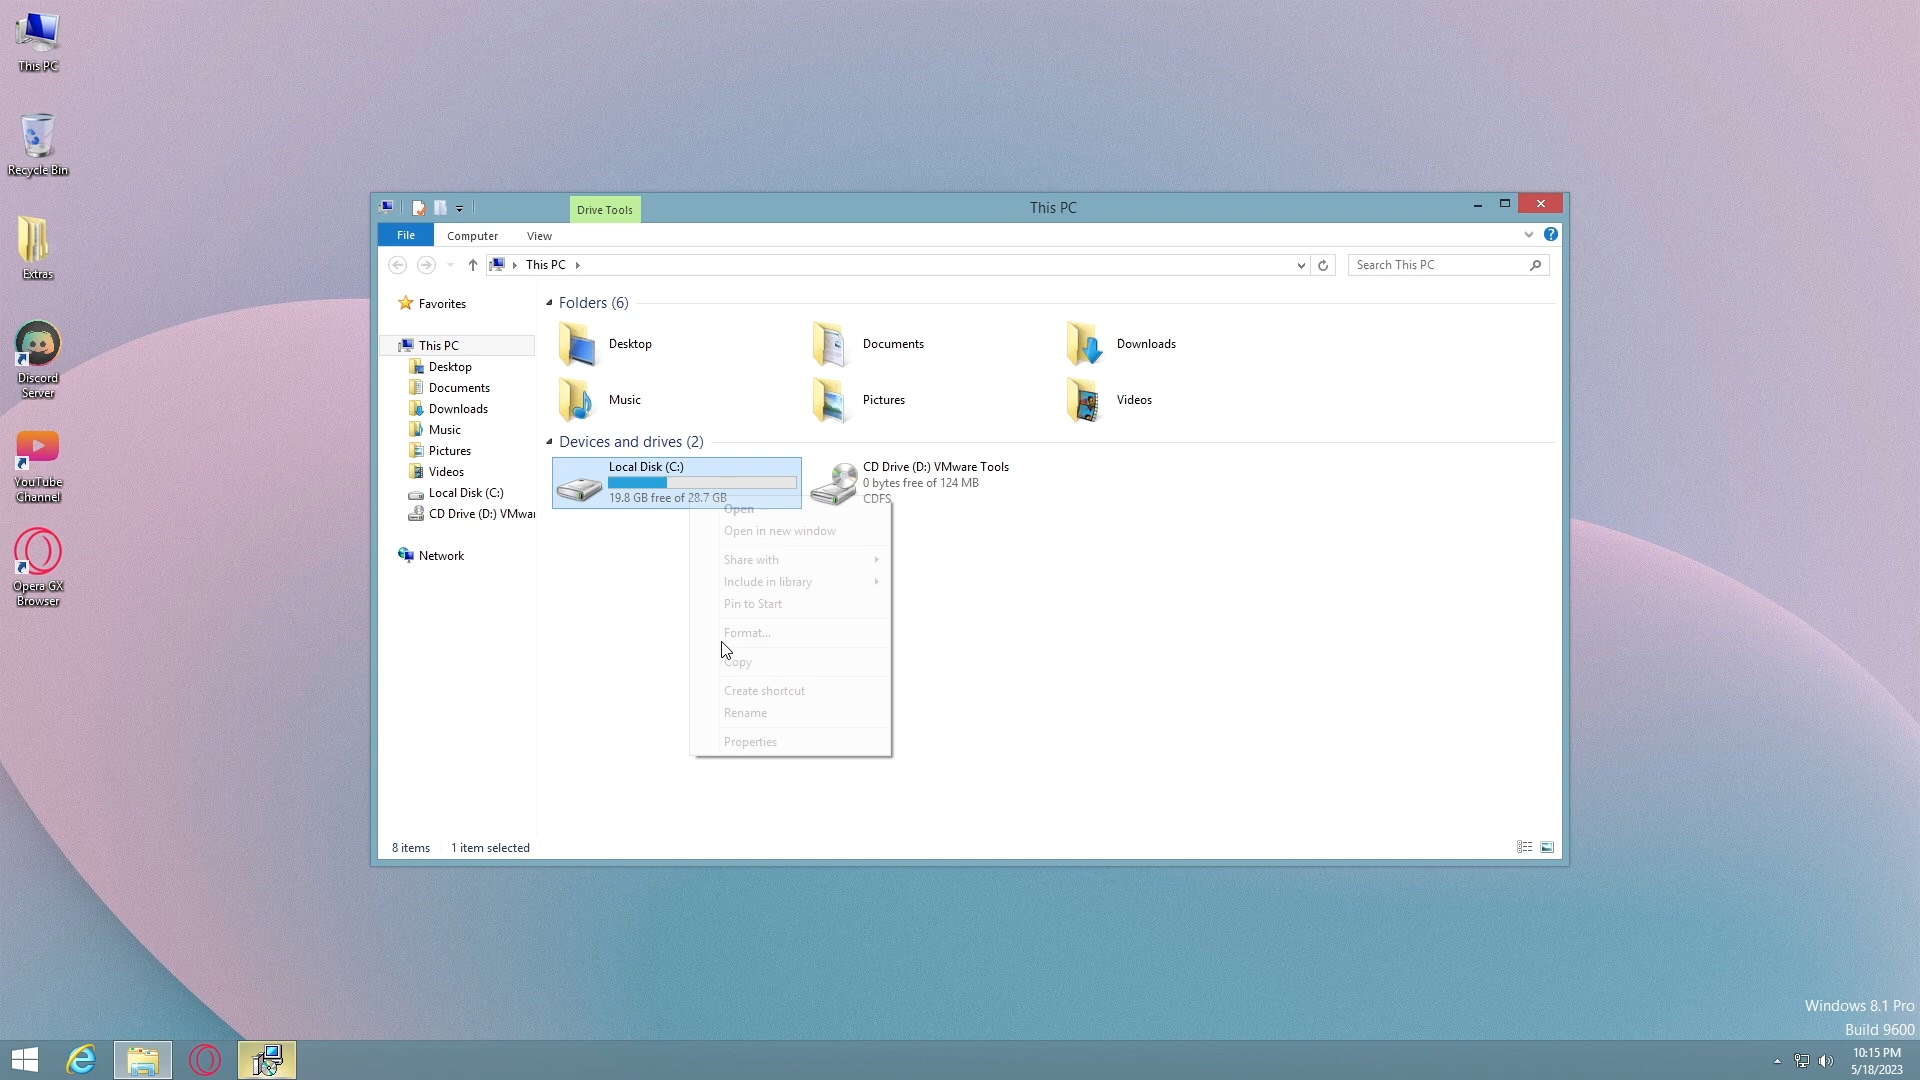 This PC
Recycle Bin
Extras
Discord
Server
YouTube
Channel
Opera GX
Browser
Drive Tools
This PC
File
Computer
View
This PC
Search This PC
Favorites
This PC
Desktop
Documents
Downloads
Music
Pictures
Videos
Local Disk (C:)
CD Drive (D:) VMwar
Network
Folders (6)
Desktop
Documents
Downloads
Music
Pictures
Videos
Devices and drives (2)
Local Disk (C:)
19.8 GB free of 28.7 GB
CD Drive (D:) VMware Tools
0 bytes free of 124 MB
CDFS
Open
Open in new window
Share with
Include in library
Pin to Start
Format...
Copy
Create shortcut
Rename
Properties
8 items
1 item selected
Windows 8.1 Pro
Build 9600
10:15 PM
5/18/2023